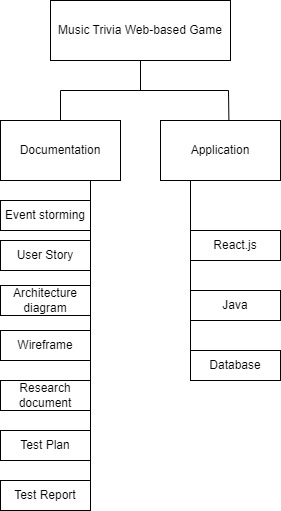 Music Trivia Web-based Game
Documentation
Application
Event storming
User Story
Architecture
diagram
Wireframe
Research
document
Test Plan
Test Report
React.js
Java
Database